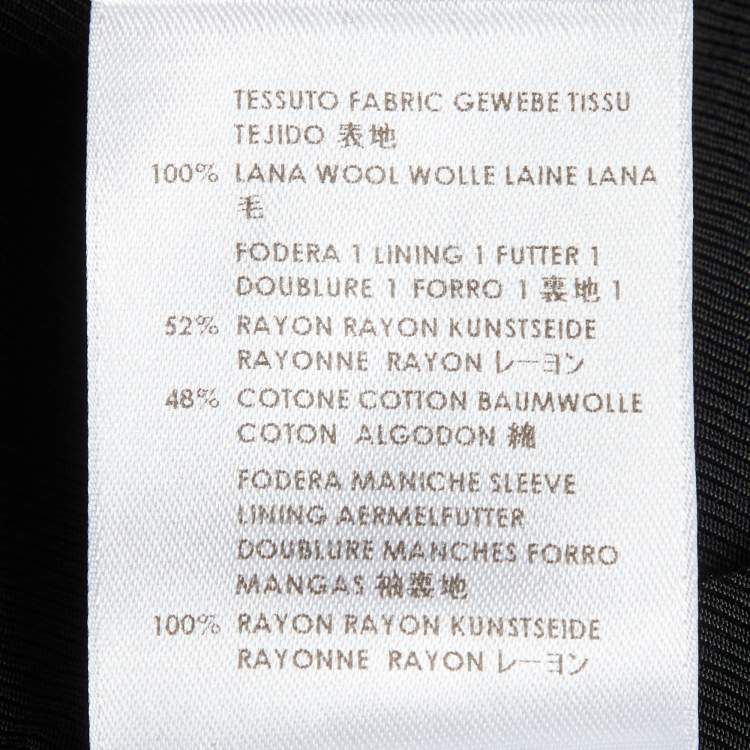 TESSUTO FABRIC GEWEBE TISSU
TEJIDO 表地
100% LANA WOOL WOLLE LAINE LANA
毛
FODERA 1 LINING 1 FUTTER 1
DOUBLURE 1 FORRO 1 裏地 1
52% RAYON RAYON KUNSTSEIDE
RAYONNE RAYON レーヨン
48% COTONE COTTON BAUMWOLLE
COTON ALGODON 綿
FODERA MANICHE SLEEVE
LINING AERMELFUTTER
DOUBLURE MANCHES FORRO
MANGAS 袖裏地
100% RAYON RAYON KUNSTSEIDE
RAYONNE RAYON レーヨン